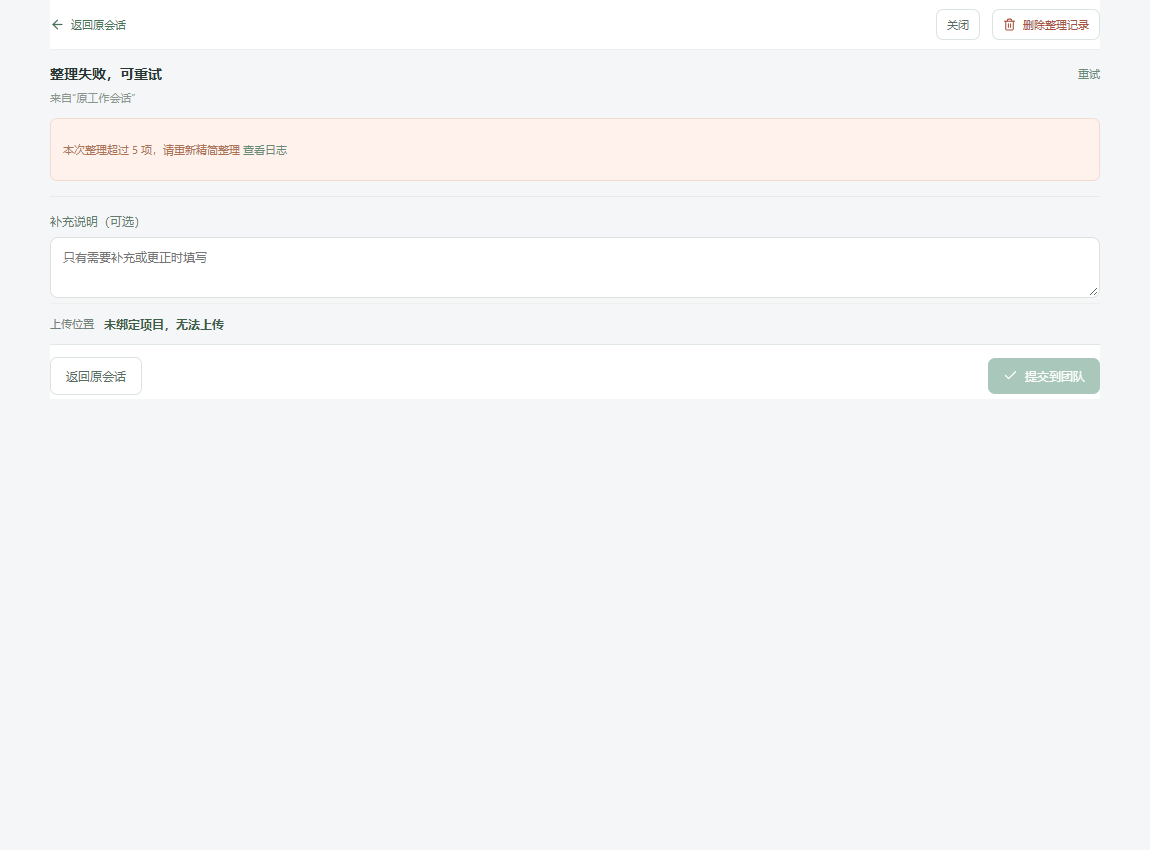 返回原会话
关闭
删除整理记录
整理失败，可重试
重试
来自“原工作会话”
本次整理超过 5 项，请重新精简整理 查看日志
补充说明（可选）
只有需要补充或更正时填写
上传位置 未绑定项目，无法上传
返回原会话
提交到团队